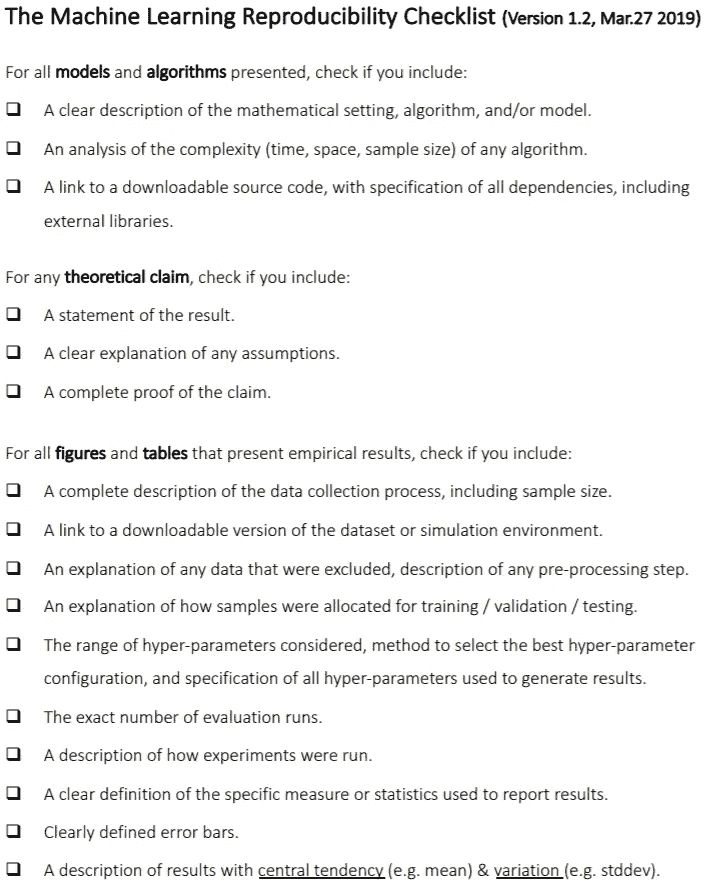 The Machine Learning Reproducibility Checklist (Version 1.2, Mar.27 2019)
For all models and algorithms presented, check if you include:
❑ A clear description of the mathematical setting, algorithm, and/or model.
❑ An analysis of the complexity (time, space, sample size) of any algorithm.
❑ A link to a downloadable source code, with specification of all dependencies, including
external libraries.
For any theoretical claim, check if you include:
❑ A statement of the result.
❑ A clear explanation of any assumptions.
❑ A complete proof of the claim.
For all figures and tables that present empirical results, check if you include:
❑ A complete description of the data collection process, including sample size.
❑ A link to a downloadable version of the dataset or simulation environment.
❑ An explanation of any data that were excluded, description of any pre-processing step.
❑ An explanation of how samples were allocated for training / validation / testing.
❑ The range of hyper-parameters considered, method to select the best hyper-parameter
configuration, and specification of all hyper-parameters used to generate results.
❑ The exact number of evaluation runs.
❑ A description of how experiments were run.
❑ A clear definition of the specific measure or statistics used to report results.
❑ Clearly defined error bars.
❑ A description of results with central tendency (e.g. mean) & variation (e.g. stddev).